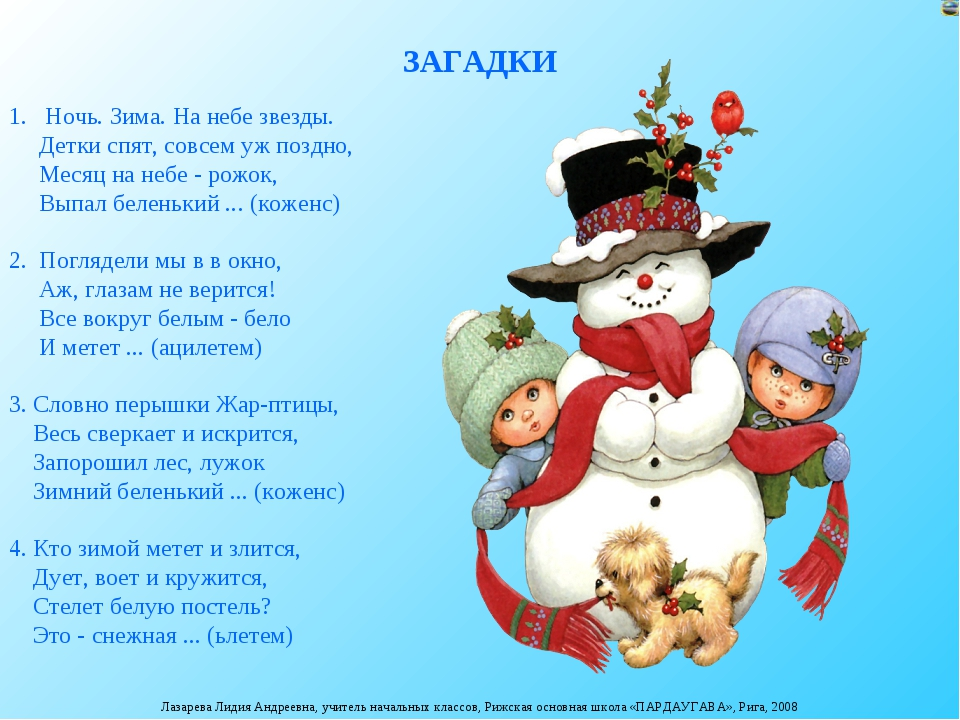 ЗАГАДКИ
1. Ночь. Зима. На небе звезды.
Детки спят, совсем уж поздно,
Месяц на небе - рожок,
Выпал беленький ... (коженс)
2. Поглядели мы в в окно,
Аж, глазам не верится!
Все вокруг белым - бело
И метет ... (ацилетем)
3. Словно перышки Жар-птицы,
Весь сверкает и искрится,
Запорошил лес, лужок
Зимний беленький ... (коженс)
4. Кто зимой метет и злится,
Дует, воет и кружится,
Стелет белую постель?
Это - снежная ... (ьлетем)
Лазарева Лидия Андреевна, учитель начальных классов, Рижская основная школа «ПАРДАУГАВА», Рига, 2008